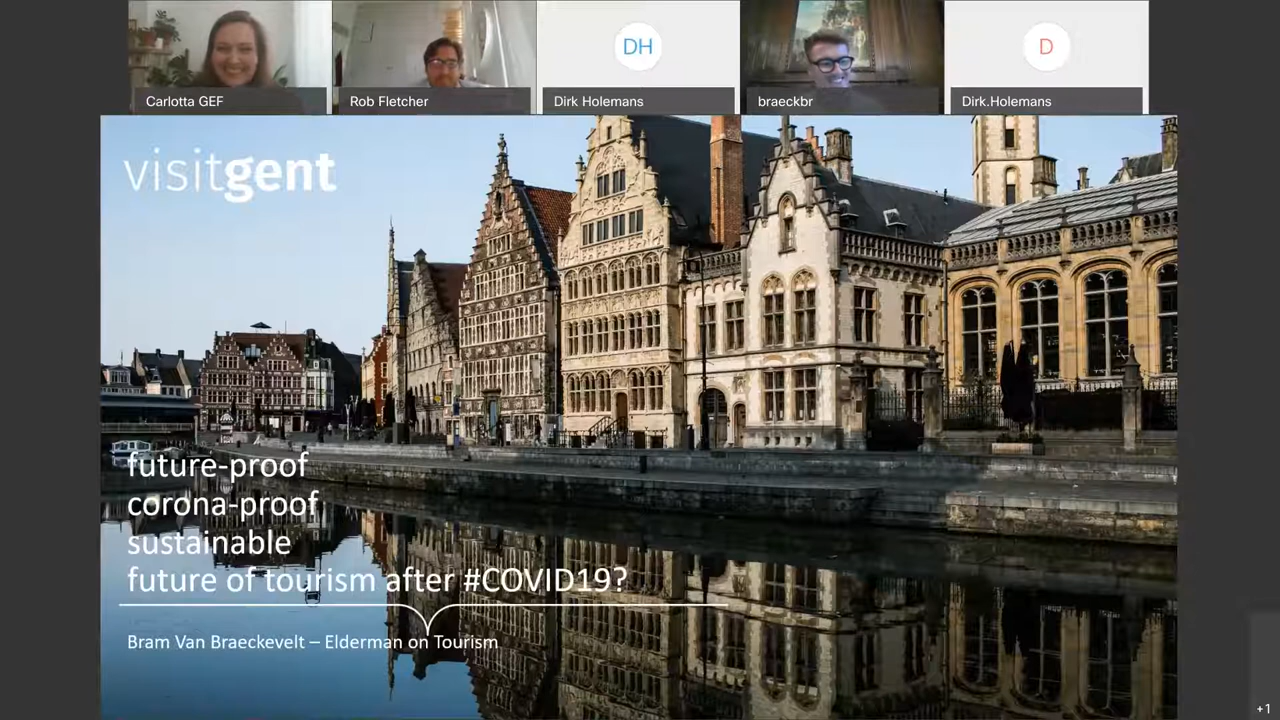 Carlotta GEF
Rob Fletcher
DH
Dirk Holemans
braeckbr
D
Dirk.Holemans
visitgent
future-proof
corona-proof
sustainable
future of tourism after #COVID19?
Bram Van Braeckevelt – Elderman on Tourism
+1